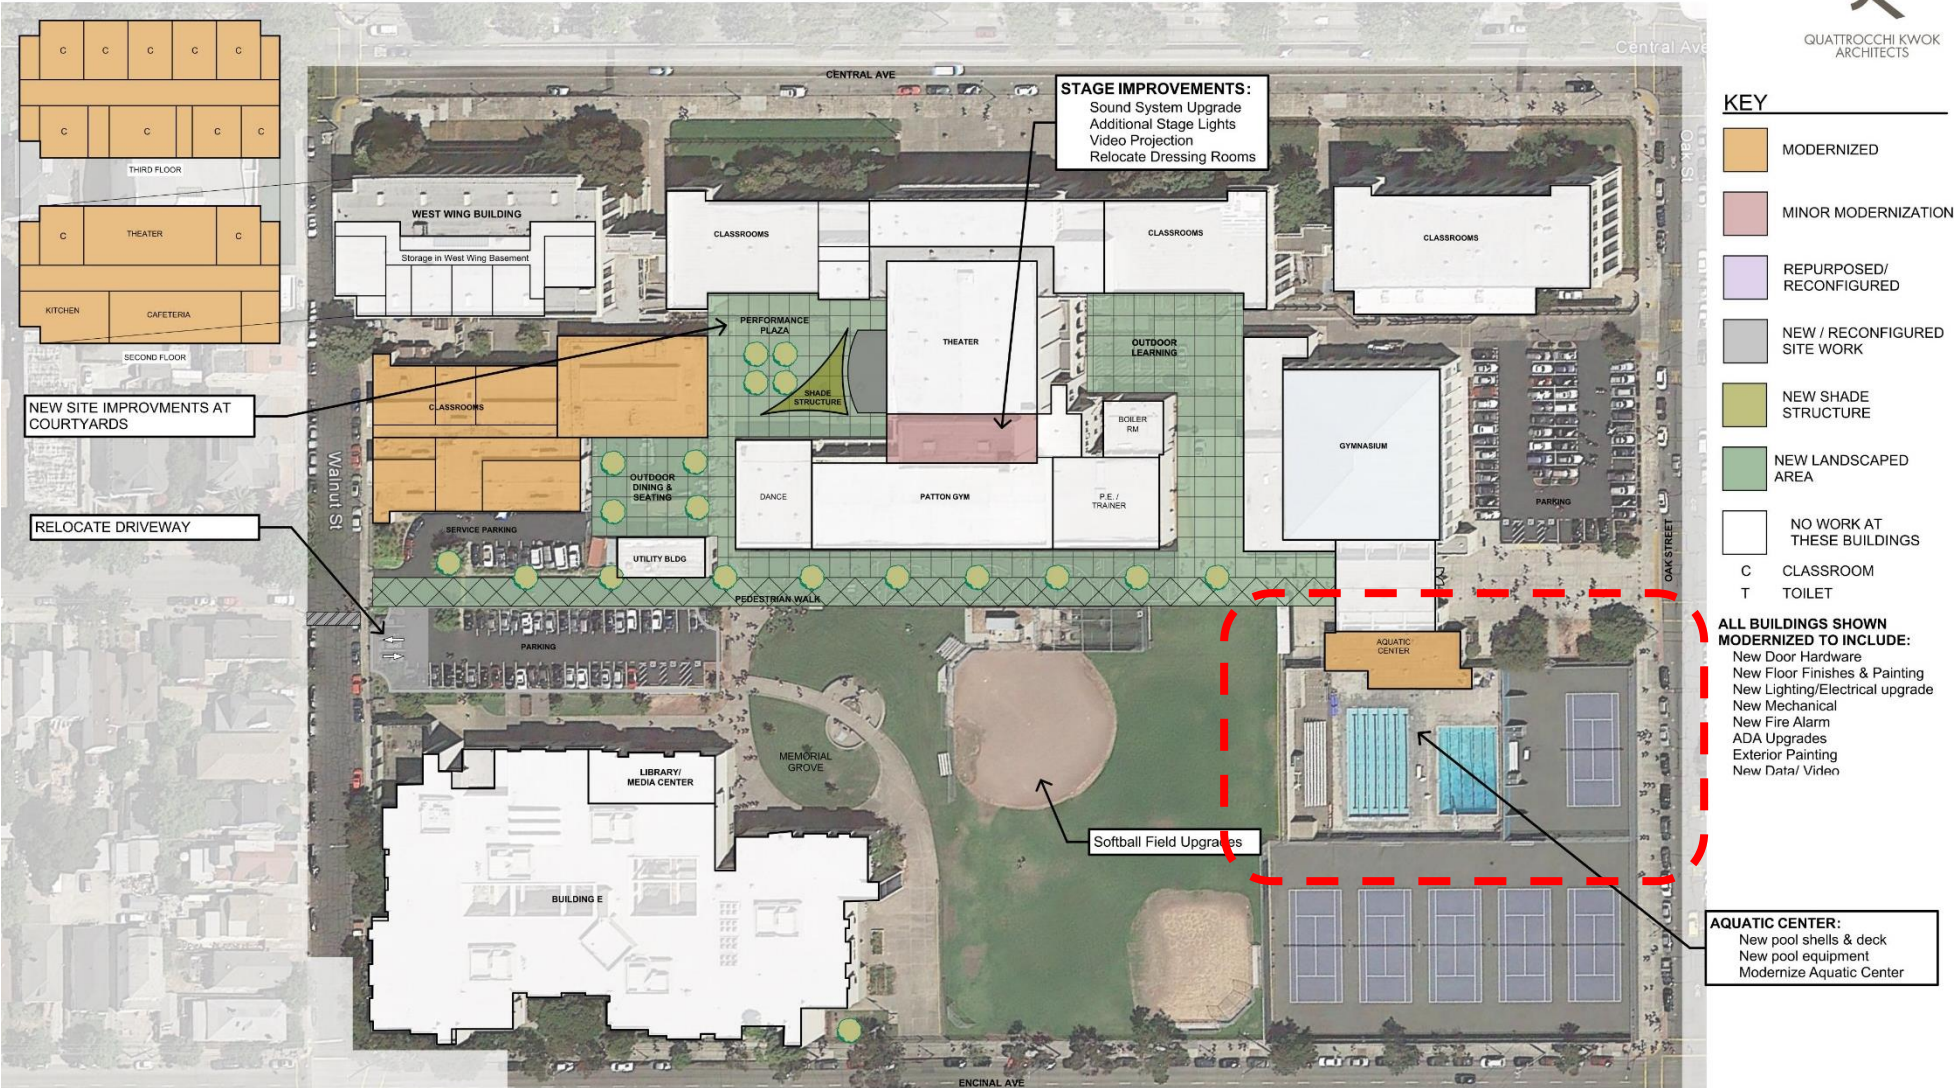 QUATTROCCHI KWOK
ARCHITECTS
Central Ave
CENTRAL AVE
Oak St
C
C
C
C
C
C
C
C
C
THIRD FLOOR
C
THEATER
C
KITCHEN
CAFETERIA
SECOND FLOOR
STAGE IMPROVEMENTS:
Sound System Upgrade
Additional Stage Lights
Video Projection
Relocate Dressing Rooms
WEST WING BUILDING
Storage in West Wing Basement
CLASSROOMS
CLASSROOMS
CLASSROOMS
PERFORMANCE
PLAZA
THEATER
OUTDOOR
LEARNING
SHADE
STRUCTURE
CLASSROOMS
NEW SITE IMPROVMENTS AT
COURTYARDS
BOILER
RM
GYMNASIUM
Walnut St
OUTDOOR
DINING &
SEATING
DANCE
PATTON GYM
P.E. /
TRAINER
PARKING
RELOCATE DRIVEWAY
SERVICE PARKING
UTILITY BLDG
OAK STREET
PEDESTRIAN WALK
PARKING
AQUATIC
CENTER
MEMORIAL
GROVE
LIBRARY/
MEDIA CENTER
Softball Field Upgrades
BUILDING E
ENCINAL AVE
KEY
MODERNIZED
MINOR MODERNIZATION
REPURPOSED/
RECONFIGURED
NEW / RECONFIGURED
SITE WORK
NEW SHADE
STRUCTURE
NEW LANDSCAPED
AREA
NO WORK AT
THESE BUILDINGS
C CLASSROOM
T TOILET
ALL BUILDINGS SHOWN
MODERNIZED TO INCLUDE:
New Door Hardware
New Floor Finishes & Painting
New Lighting/Electrical upgrade
New Mechanical
New Fire Alarm
ADA Upgrades
Exterior Painting
New Data/ Video
AQUATIC CENTER:
New pool shells & deck
New pool equipment
Modernize Aquatic Center